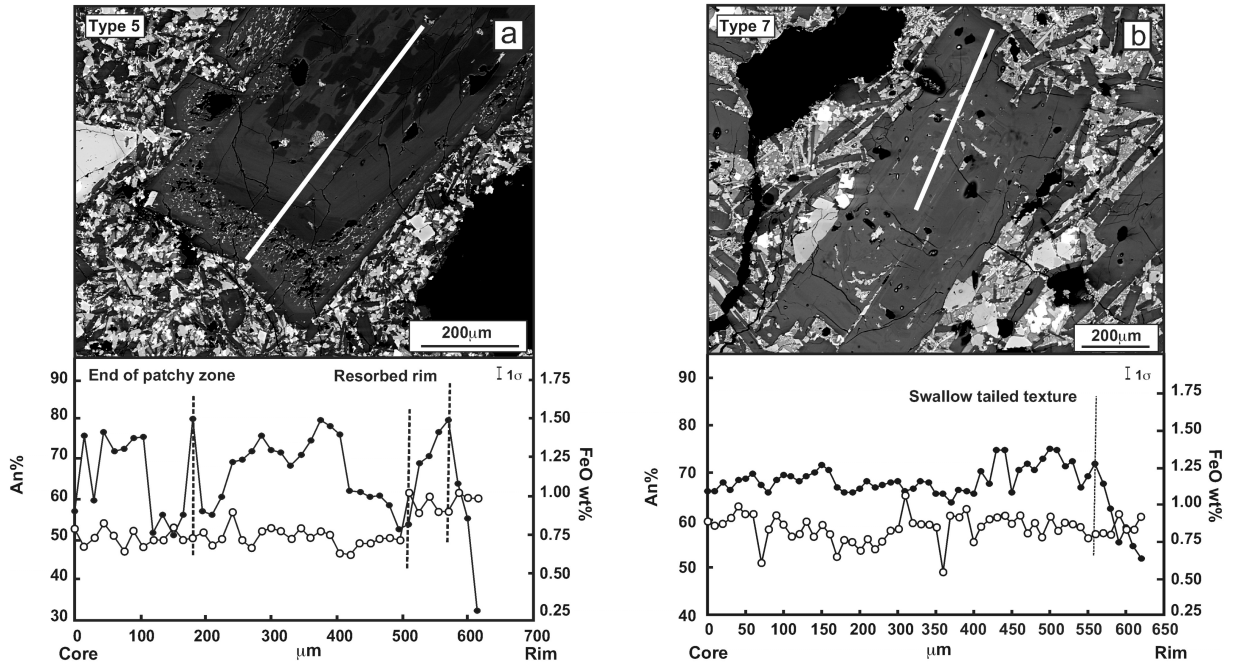 Type 5
a
200μm
Type 7
b
200μm
End of patchy zone
Resorbed rim
I 1σ
An%
90
80
70
60
50
40
30
1.75
1.50
1.25
1.00
0.75
0.50
0.25
FeO wt%
0 100 200 300 400 500 600 700
Core μm Rim
Swallow tailed texture
I 1σ
An%
90
80
70
60
50
40
1.75
1.50
1.25
1.00
0.75
0.50
0.25
FeO wt%
0 50 100 150 200 250 300 350 400 450 500 550 600 650
Core μm Rim